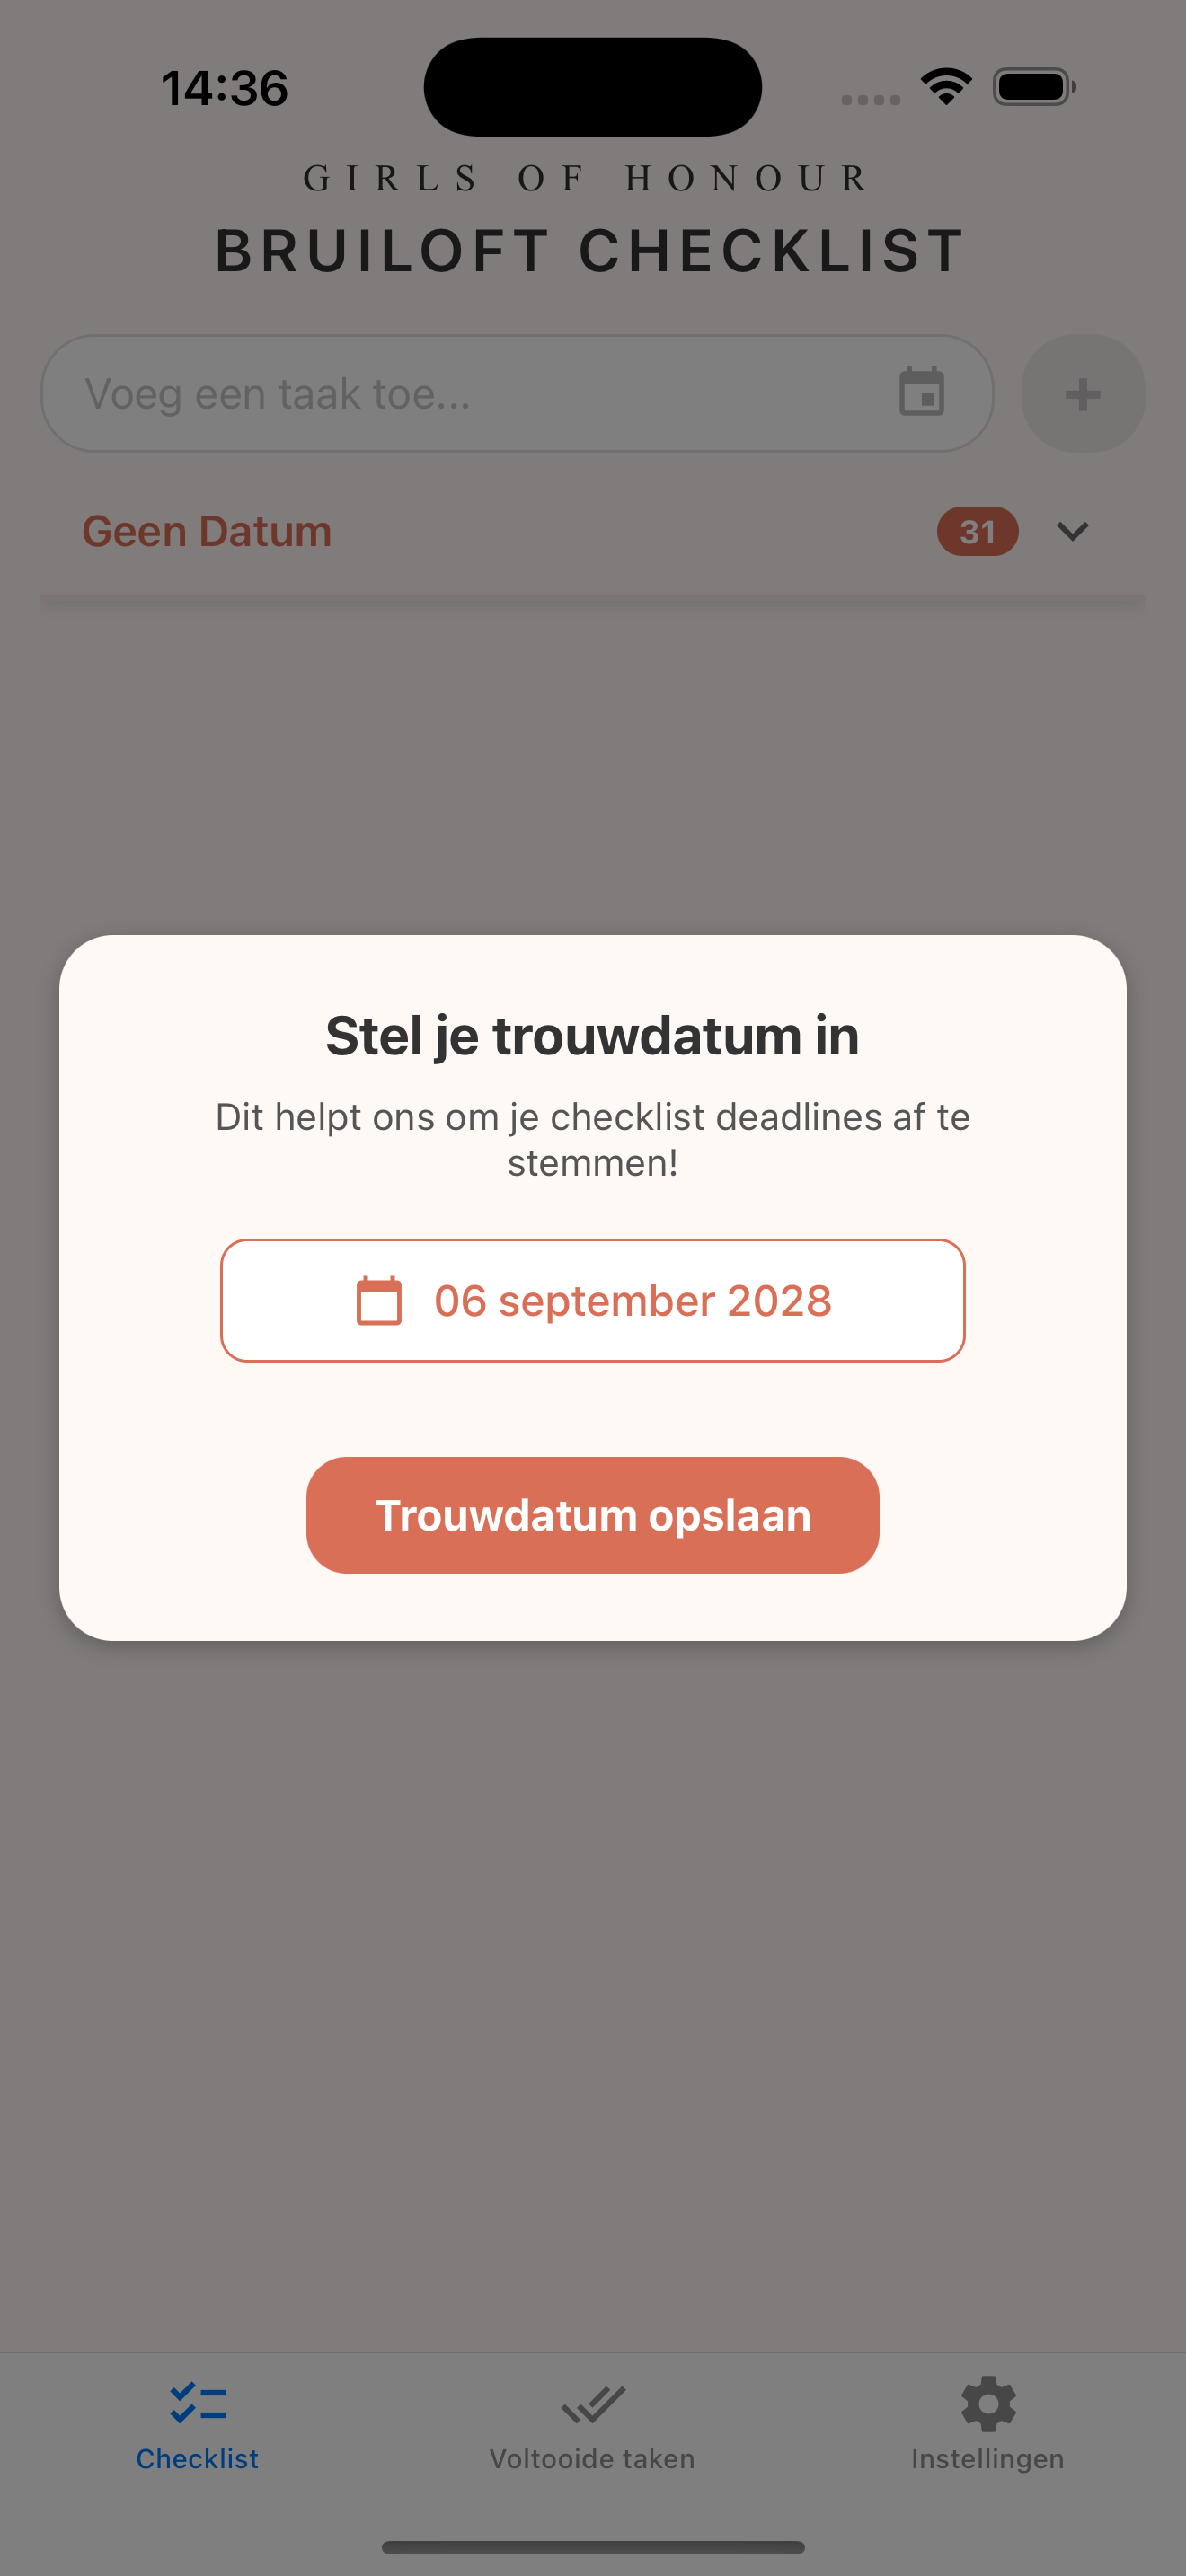 14:36
GIRLS OF HONOUR
BRUILOFT CHECKLIST
Voeg een taak toe...
Geen Datum
31
Stel je trouwdatum in
Dit helpt ons om je checklist deadlines af te
stemmen!
06 september 2028
Trouwdatum opslaan
Checklist
Voltooide taken
Instellingen